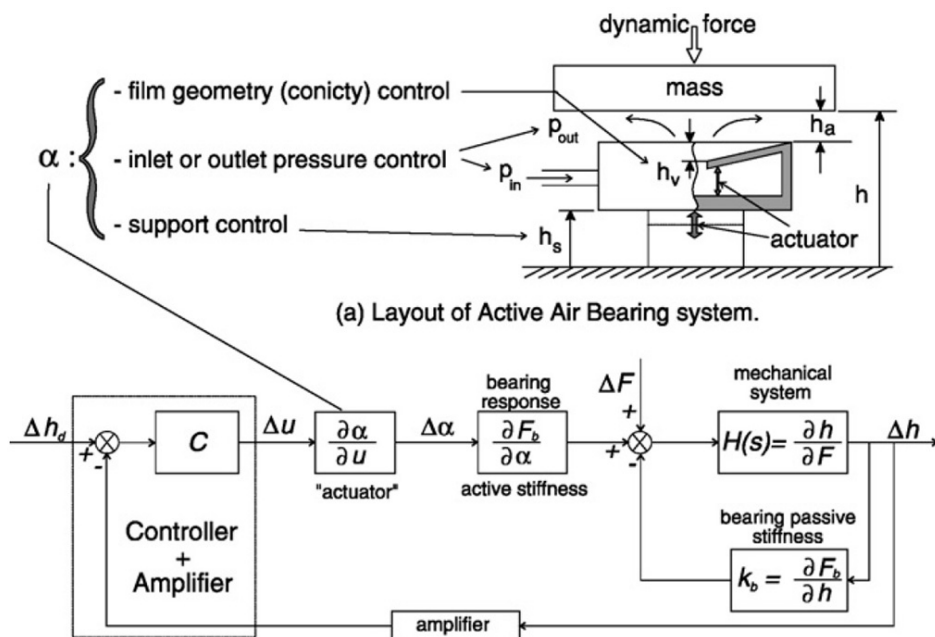 dynamic force
mass
- film geometry (conicty) control
α :
- inlet or outlet pressure control
- support control
p_out
p_in
h_a
h_v
h
h_s
actuator
(a) Layout of Active Air Bearing system.
Δh_d
+
-
C
Δu
∂α
∂u
"actuator"
Δα
bearing
response
∂F_b
∂α
active stiffness
ΔF
+
+
-
mechanical
system
H(s)= ∂h
∂F
Δh
bearing passive
stiffness
k_b = ∂F_b
∂h
Controller
+
Amplifier
amplifier